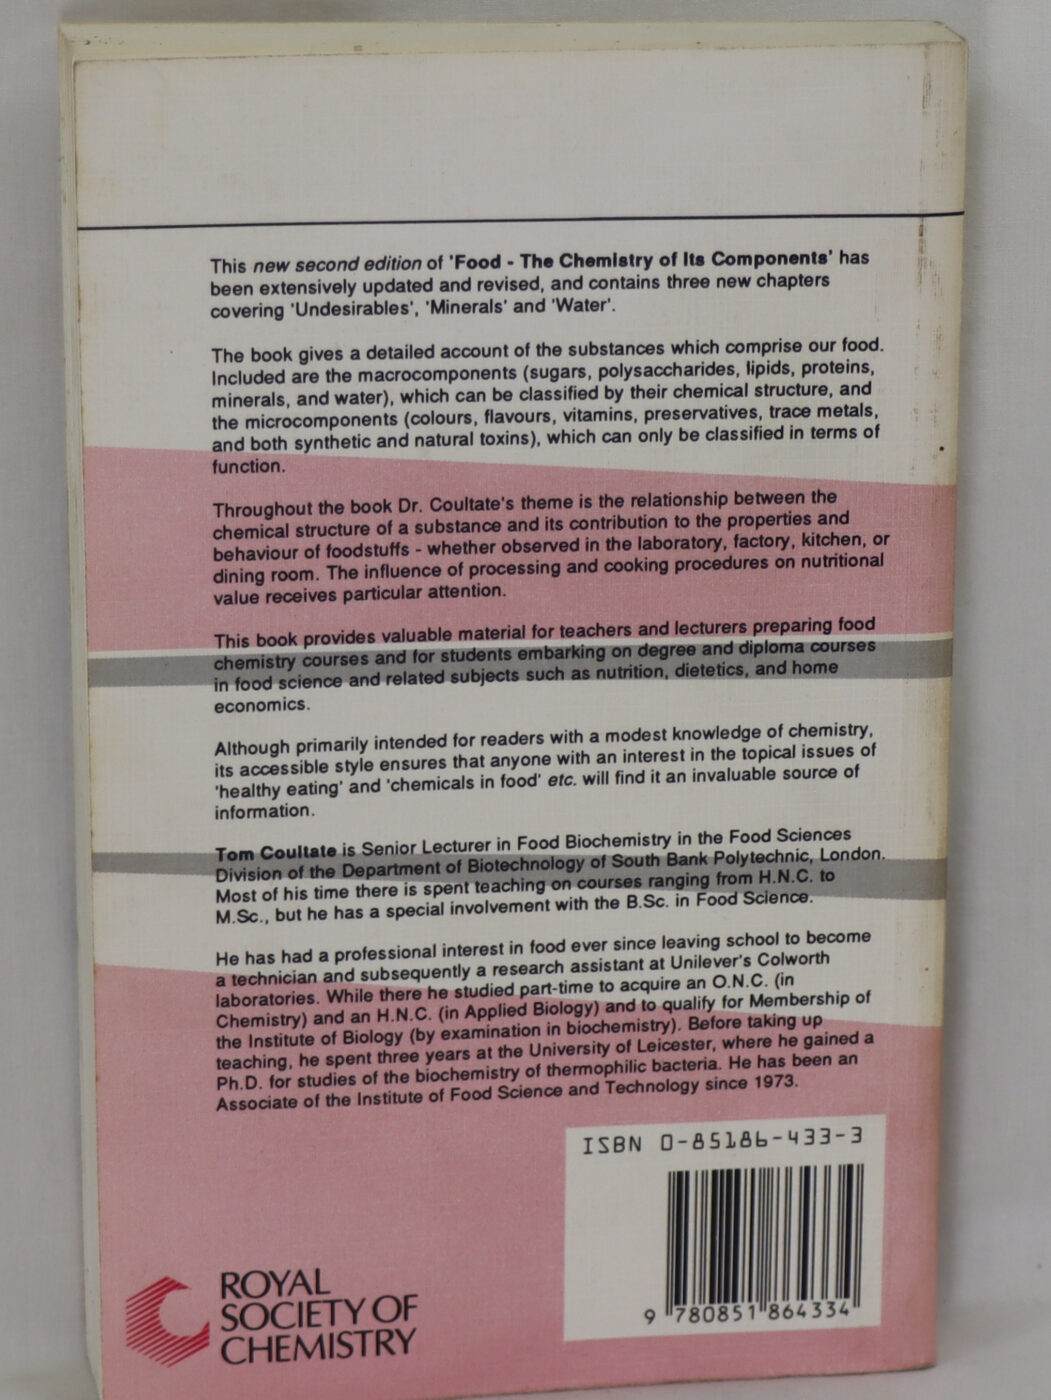 This new second edition of 'Food - The Chemistry of Its Components' has
been extensively updated and revised, and contains three new chapters
covering 'Undesirables', 'Minerals' and 'Water'.
The book gives a detailed account of the substances which comprise our food.
Included are the macrocomponents (sugars, polysaccharides, lipids, proteins,
minerals, and water), which can be classified by their chemical structure, and
the microcomponents (colours, flavours, vitamins, preservatives, trace metals,
and both synthetic and natural toxins), which can only be classified in terms of
function.
Throughout the book Dr. Coultate's theme is the relationship between the
chemical structure of a substance and its contribution to the properties and
behaviour of foodstuffs - whether observed in the laboratory, factory, kitchen, or
dining room. The influence of processing and cooking procedures on nutritional
value receives particular attention.
This book provides valuable material for teachers and lecturers preparing food
chemistry courses and for students embarking on degree and diploma courses
in food science and related subjects such as nutrition, dietetics, and home
economics.
Although primarily intended for readers with a modest knowledge of chemistry,
its accessible style ensures that anyone with an interest in the topical issues of
'healthy eating' and 'chemicals in food' etc. will find it an invaluable source of
information.
Tom Coultate is Senior Lecturer in Food Biochemistry in the Food Sciences
Division of the Department of Biotechnology of South Bank Polytechnic, London.
Most of his time there is spent teaching on courses ranging from H.N.C. to
M.Sc., but he has a special involvement with the B.Sc. in Food Science.
He has had a professional interest in food ever since leaving school to become
a technician and subsequently a research assistant at Unilever's Colworth
laboratories. While there he studied part-time to acquire an O.N.C. (in
Chemistry) and an H.N.C. (in Applied Biology) and to qualify for Membership of
the Institute of Biology (by examination in biochemistry). Before taking up
teaching, he spent three years at the University of Leicester, where he gained a
Ph.D. for studies of the biochemistry of thermophilic bacteria. He has been an
Associate of the Institute of Food Science and Technology since 1973.
ISBN 0-85186-433-3
9 780851 864334
ROYAL
SOCIETY OF
CHEMISTRY